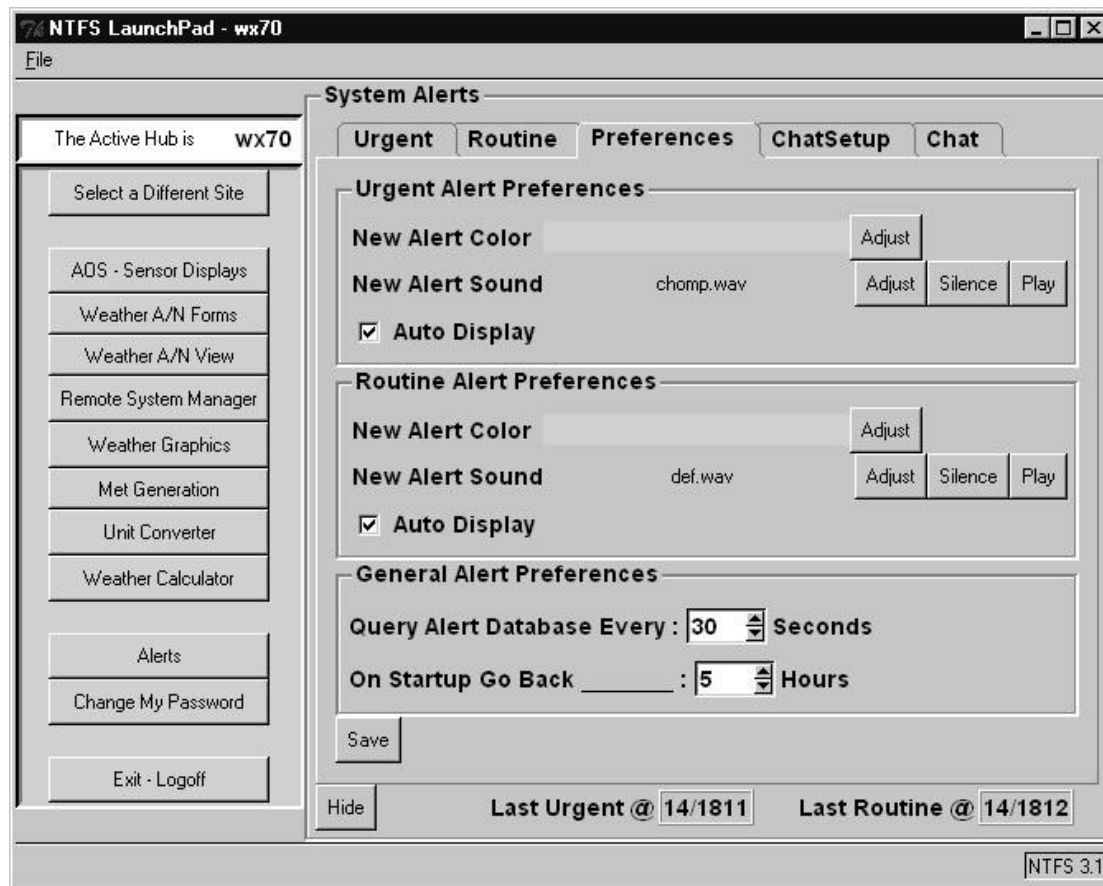 NTFS LaunchPad - wx70
File
The Active Hub is wx70
Select a Different Site
AOS - Sensor Displays
Weather A/N Forms
Weather A/N View
Remote System Manager
Weather Graphics
Met Generation
Unit Converter
Weather Calculator
Alerts
Change My Password
Exit - Logoff
System Alerts
Urgent Routine Preferences ChatSetup Chat
Urgent Alert Preferences
New Alert Color Adjust
New Alert Sound chomp.wav Adjust Silence Play
Auto Display
Routine Alert Preferences
New Alert Color Adjust
New Alert Sound def.wav Adjust Silence Play
Auto Display
General Alert Preferences
Query Alert Database Every : 30 Seconds
On Startup Go Back _______ : 5 Hours
Save
Hide Last Urgent @ 14/1811 Last Routine @ 14/1812
NTFS 3.1